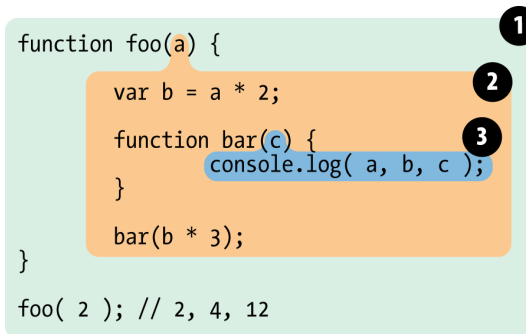 1
function foo(a) {
2
var b = a * 2;
function bar(c) {
3
console.log( a, b, c );
}
bar(b * 3);
}
foo( 2 ); // 2, 4, 12